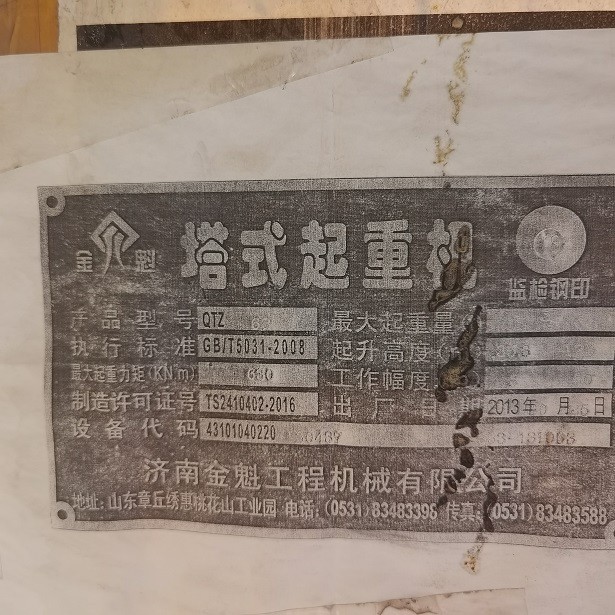 金魁 塔式起重机 监检钢印
产品型号 QTZ 最大起重量
执行标准 GB/T5031-2008 起升高度
最大起重力矩(KN.m) 工作幅度
制造许可证号 TS2410402-2016 出厂日期 2013年 月 日
设备代码 43101040220
济南金魁工程机械有限公司
地址: 山东章丘绣惠桃花山工业园 电话: (0531) 83483396 传真: (0531) 83483588